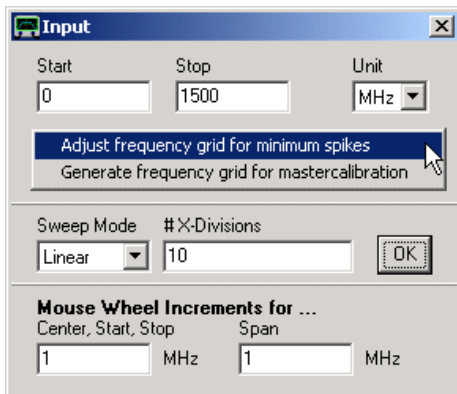 Input
Start Stop Unit
0 1500 MHz
Adjust frequency grid for minimum spikes
Generate frequency grid for mastercalibration
Sweep Mode # X-Divisions
Linear 10 OK
Mouse Wheel Increments for ...
Center, Start, Stop Span
1 MHz 1 MHz